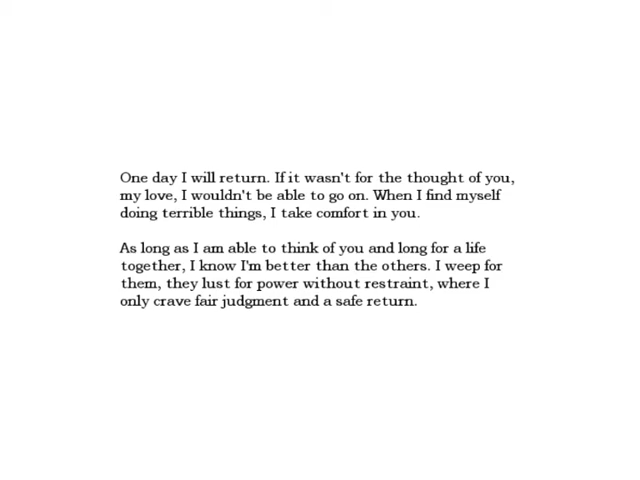 One day I will return. If it wasn't for the thought of you,
my love, I wouldn't be able to go on. When I find myself
doing terrible things, I take comfort in you.
As long as I am able to think of you and long for a life
together, I know I'm better than the others. I weep for
them, they lust for power without restraint, where I
only crave fair judgment and a safe return.